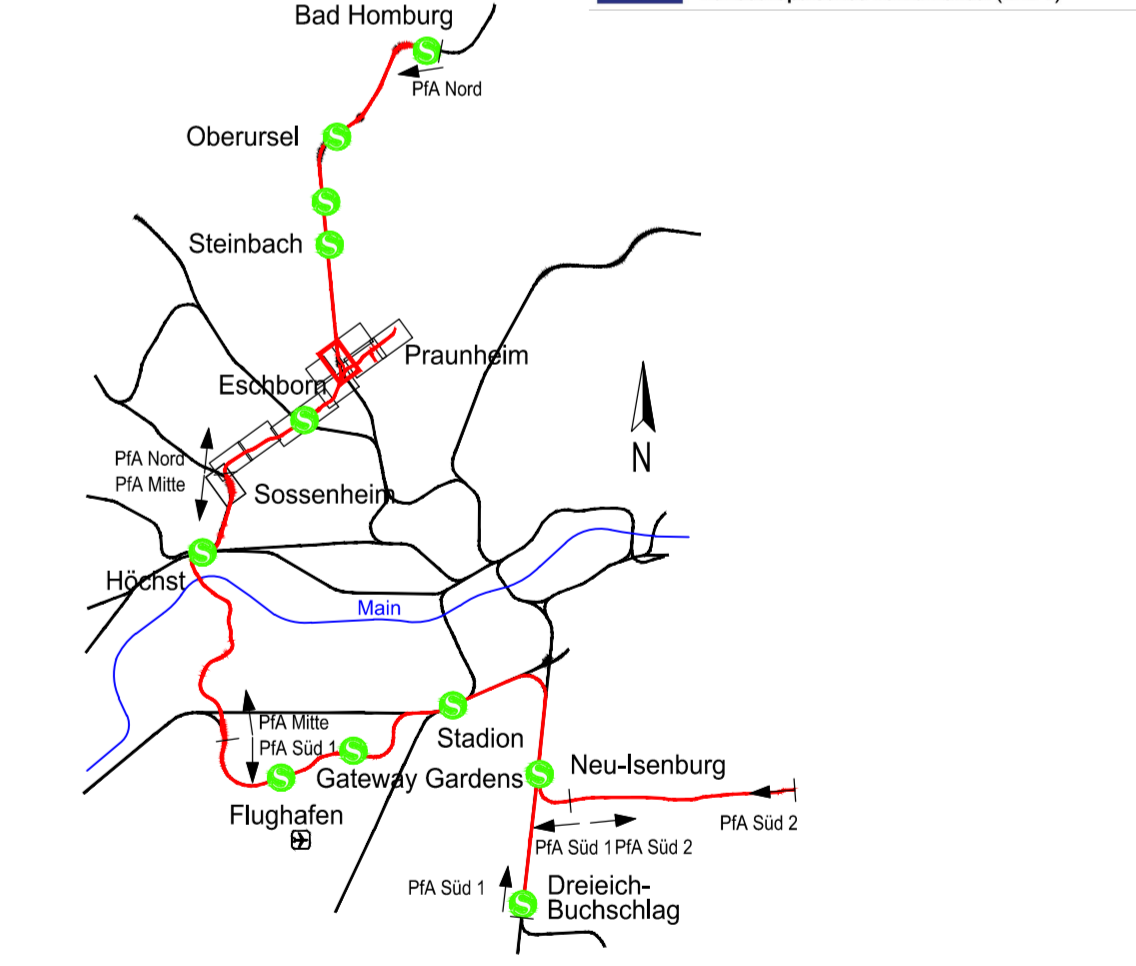 Bad Homburg
PfA Nord
Oberursel
Steinbach
Praunheim
Eschborn
N
PfA Nord
PfA Mitte
Sossenheim
Höchst
Main
PfA Mitte
PfA Süd 1
Stadion
Gateway Gardens
Neu-Isenburg
Flughafen
PfA Süd 2
PfA Süd 1 PfA Süd 2
PfA Süd 1
Dreieich-
Buchschlag